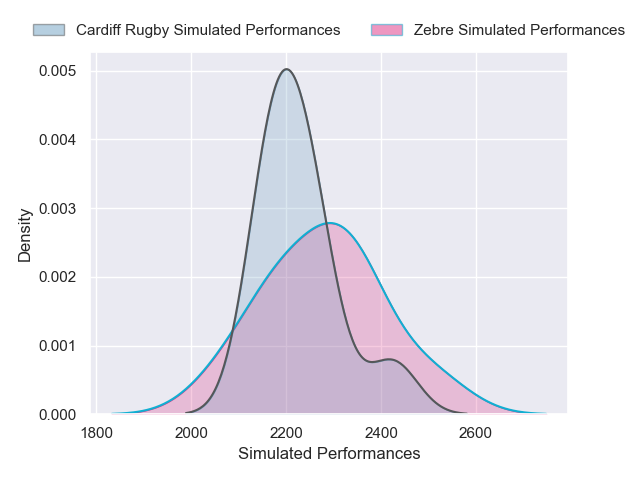 Cardiff Rugby Simulated Performances Zebre Simulated Performances
0.005
0.004
0.003
0.002
0.001
0.000
Density
1800 2000 2200 2400 2600
Simulated Performances